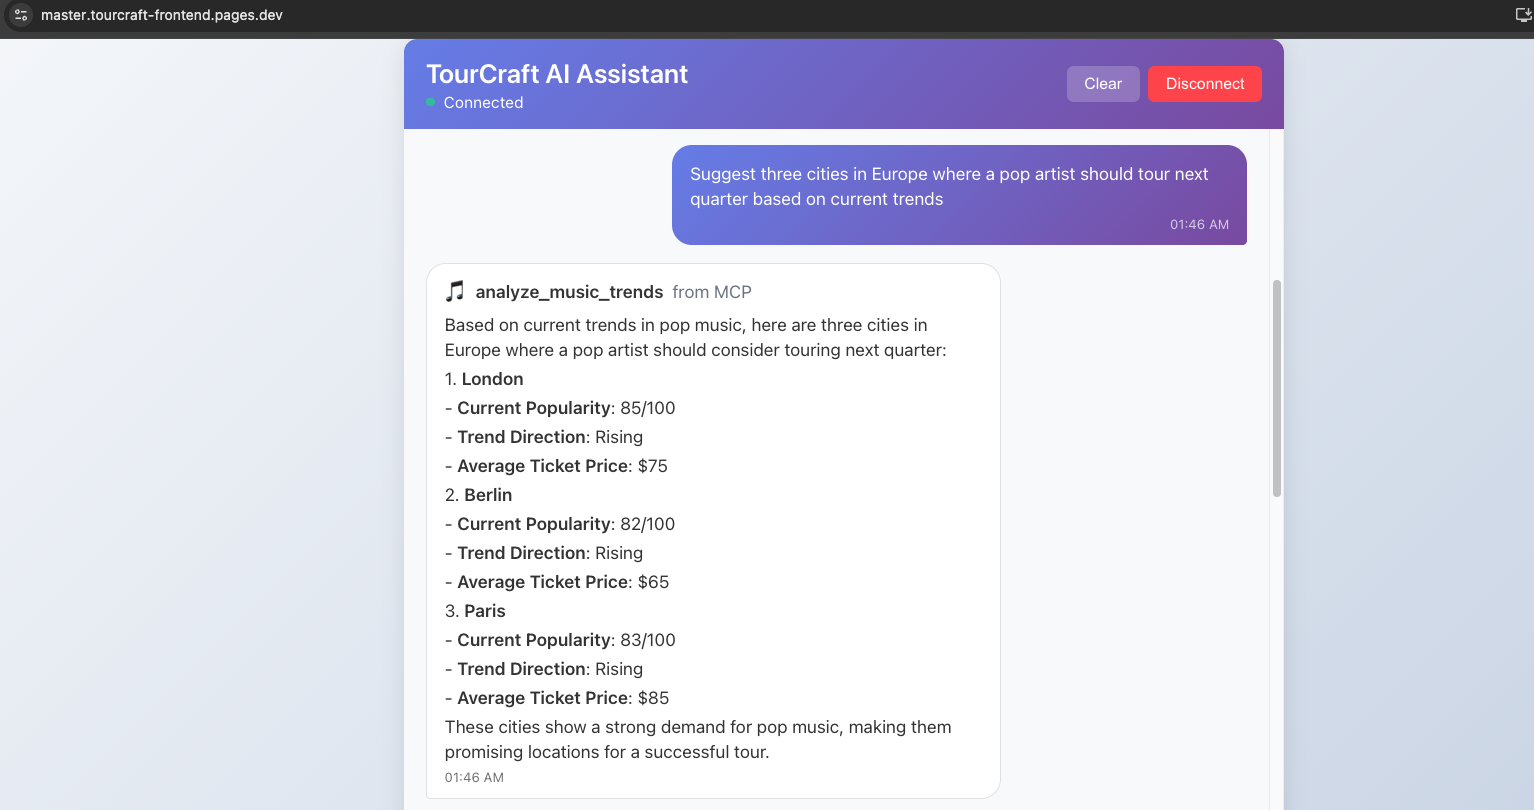 master.tourcraft-frontend.pages.dev
TourCraft AI Assistant
Connected
Clear
Disconnect
Suggest three cities in Europe where a pop artist should tour next
quarter based on current trends
01:46 AM
analyze_music_trends from MCP
Based on current trends in pop music, here are three cities in
Europe where a pop artist should consider touring next quarter:
1. London
- Current Popularity: 85/100
- Trend Direction: Rising
- Average Ticket Price: $75
2. Berlin
- Current Popularity: 82/100
- Trend Direction: Rising
- Average Ticket Price: $65
3. Paris
- Current Popularity: 83/100
- Trend Direction: Rising
- Average Ticket Price: $85
These cities show a strong demand for pop music, making them
promising locations for a successful tour.
01:46 AM